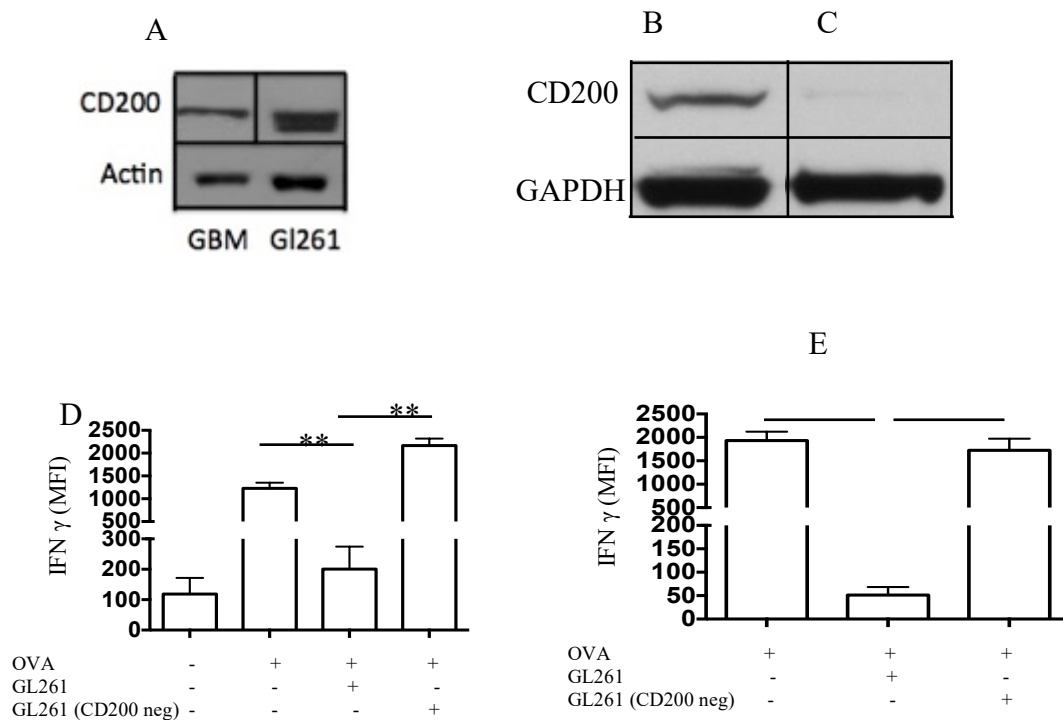 A
CD200
Actin
GBM GI261
B C
CD200
GAPDH
D
IFN γ (MFI)
2500
2000
1500
1000
500
300
200
100
0
** **
OVA - + + +
GL261 - - + -
GL261 (CD200 neg) - - - +
E
IFN γ (MFI)
2500
2000
1500
1000
500
200
150
100
50
0
OVA + + +
GL261 - + -
GL261 (CD200 neg) - - +